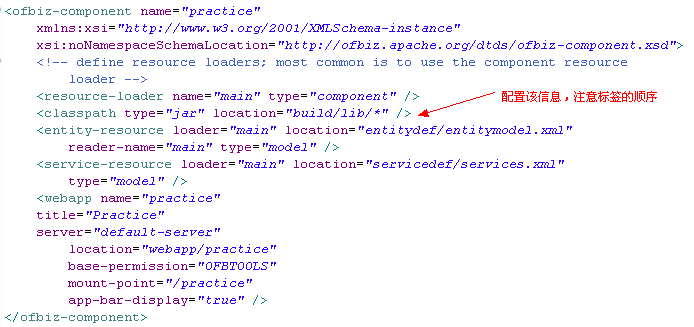 <ofbiz-component name="practice"
xmlns:xsi="http://www.w3.org/2001/XMLSchema-instance"
xsi:noNamespaceSchemaLocation="http://ofbiz.apache.org/dtds/ofbiz-component.xsd">
<!-- define resource loaders; most common is to use the component resource
loader -->
<resource-loader name="main" type="component" />
配置该信息，注意标签的顺序
<classpath type="jar" location="build/lib/*" />
<entity-resource loader="main" location="entitydef/entitymodel.xml"
reader-name="main" type="model" />
<service-resource loader="main" location="servicedef/services.xml"
type="model" />
<webapp name="practice"
title="Practice"
server="default-server"
location="webapp/practice"
base-permission="OFBTOOLS"
mount-point="/practice"
app-bar-display="true" />
</ofbiz-component>